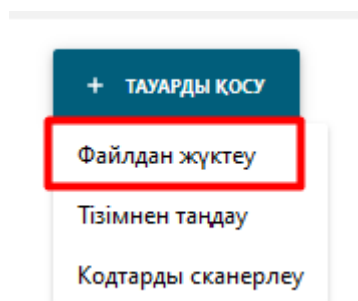 + ТАУАРДЫ ҚОСУ
Файлдан жүктеу
Тізімнен таңдау
Кодтарды сканерлеу